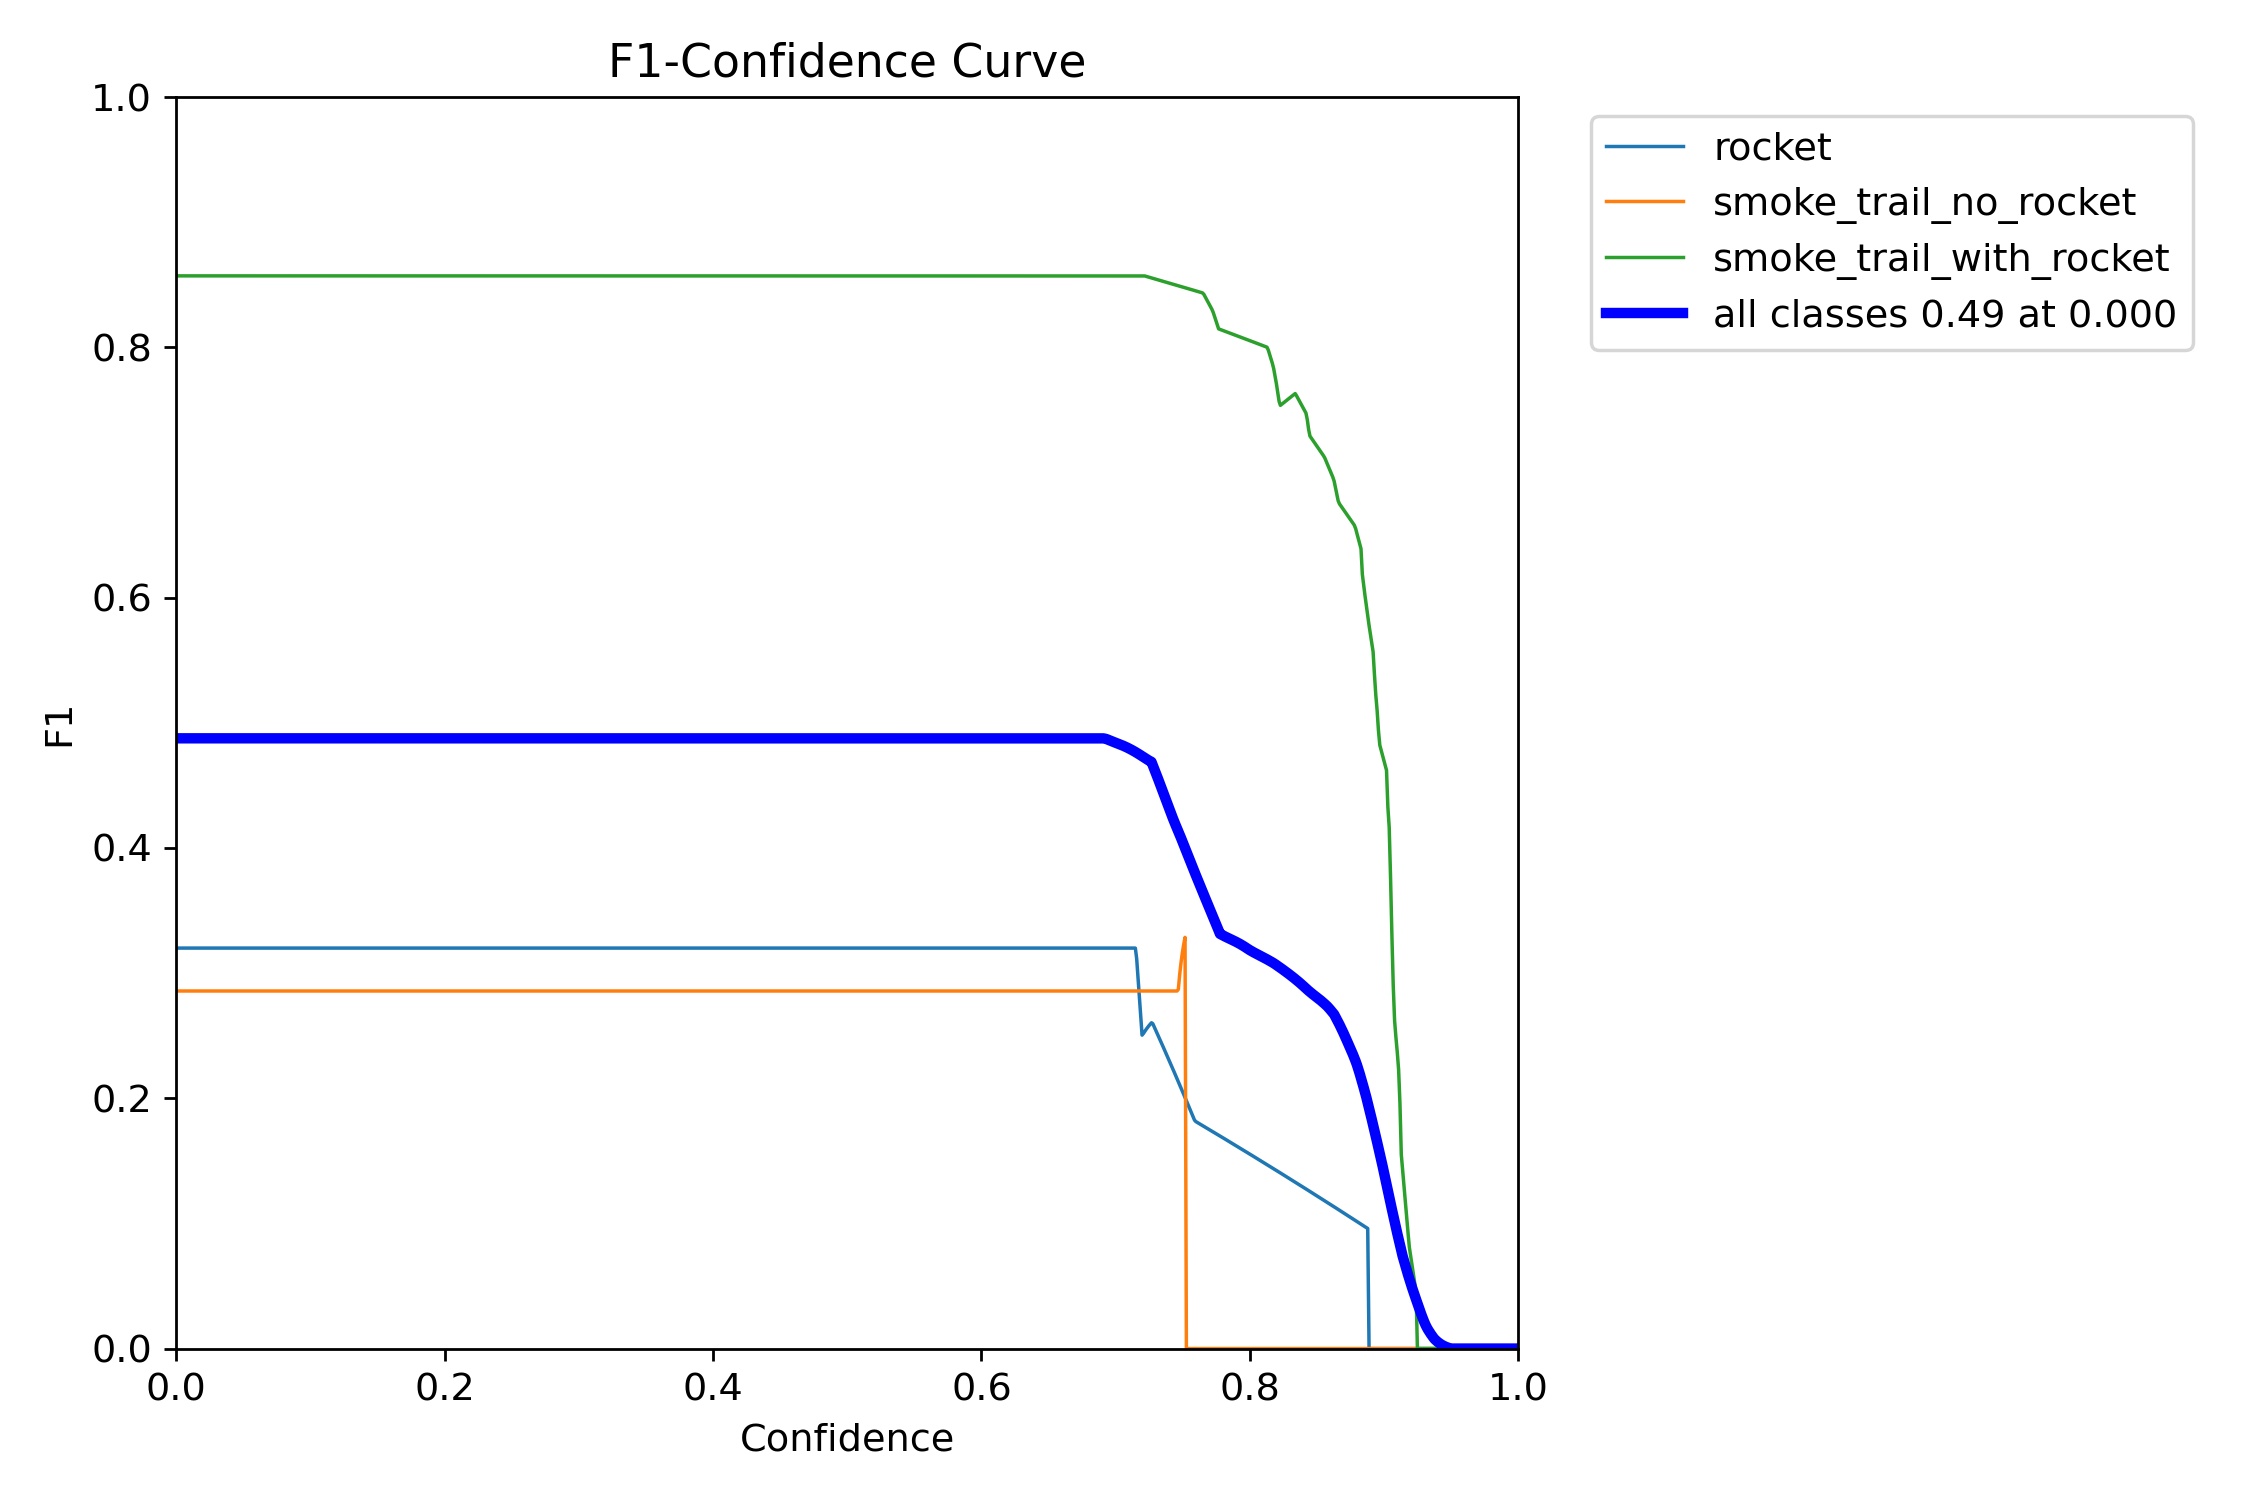 F1-Confidence Curve
1.0
0.8
0.6
0.4
0.2
0.0
F1
0.0 0.2 0.4 0.6 0.8 1.0
Confidence
rocket
smoke_trail_no_rocket
smoke_trail_with_rocket
all classes 0.49 at 0.000